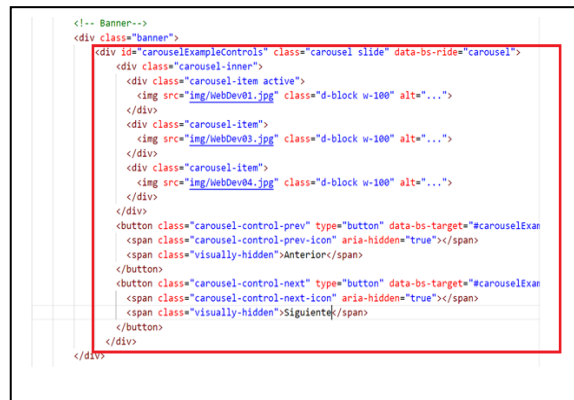 <!-- Banner-->
<div class="banner">
<div id="carouselExampleControls" class="carousel slide" data-bs-ride="carousel">
<div class="carousel-inner">
<div class="carousel-item active">
<img src="img/WebDev01.jpg" class="d-block w-100" alt="...">
</div>
<div class="carousel-item">
<img src="img/WebDev03.jpg" class="d-block w-100" alt="...">
</div>
<div class="carousel-item">
<img src="img/WebDev04.jpg" class="d-block w-100" alt="...">
</div>
</div>
<button class="carousel-control-prev" type="button" data-bs-target="#carouselExam
<span class="carousel-control-prev-icon" aria-hidden="true"></span>
<span class="visually-hidden">Anterior</span>
</button>
<button class="carousel-control-next" type="button" data-bs-target="#carouselExam
<span class="carousel-control-next-icon" aria-hidden="true"></span>
<span class="visually-hidden">Siguiente</span>
</button>
</div>
</div>